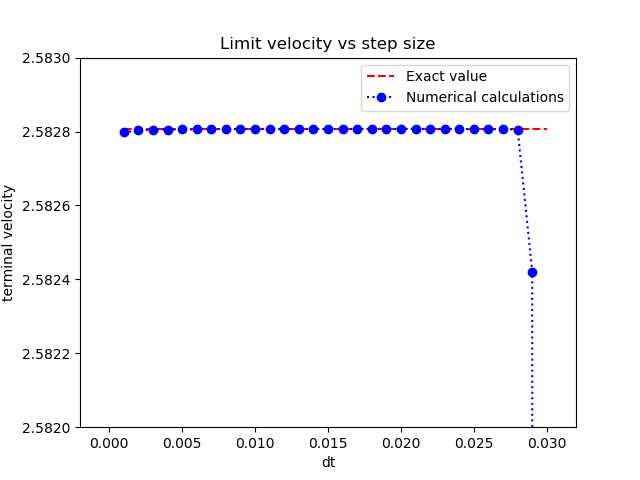 Limit velocity vs step size
Exact value
Numerical calculations
terminal velocity
2.5830
2.5828
2.5826
2.5824
2.5822
2.5820
0.000 0.005 0.010 0.015 0.020 0.025 0.030
dt